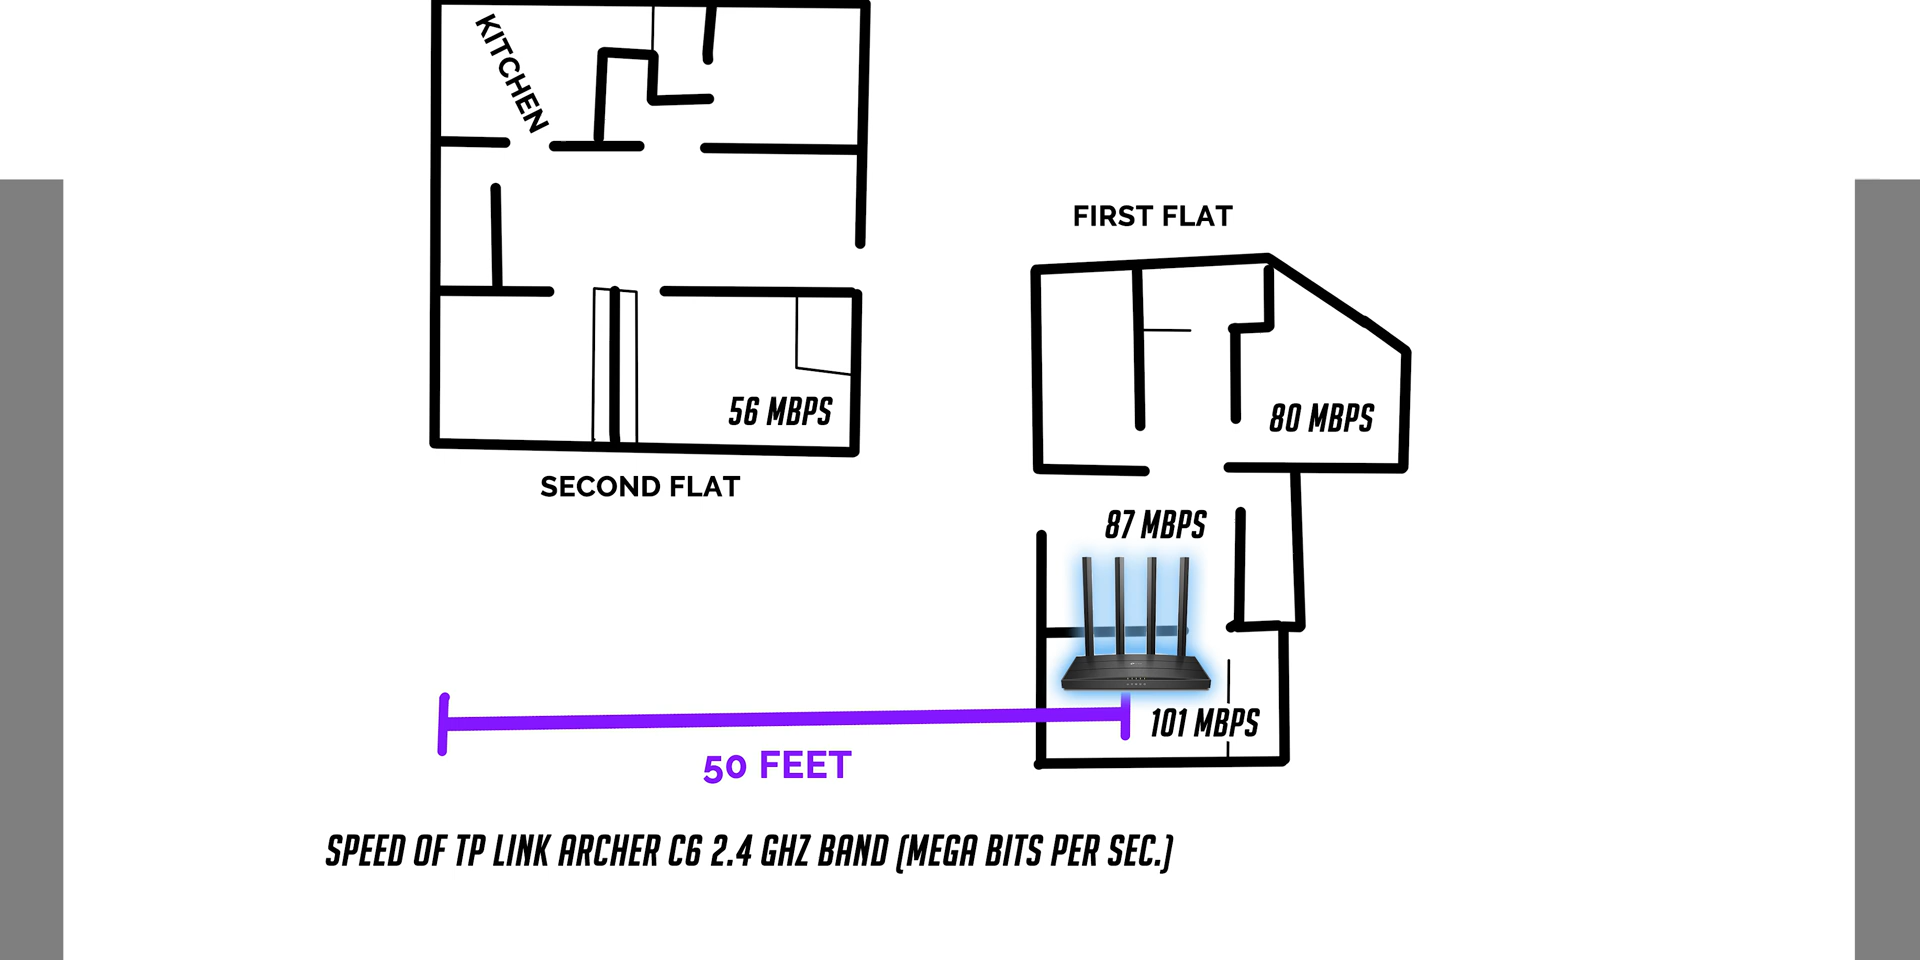 KITCHEN
FIRST FLAT
56 MBPS
80 MBPS
SECOND FLAT
87 MBPS
101 MBPS
50 FEET
SPEED OF TP LINK ARCHER C6 2.4 GHZ BAND (MEGA BITS PER SEC.)